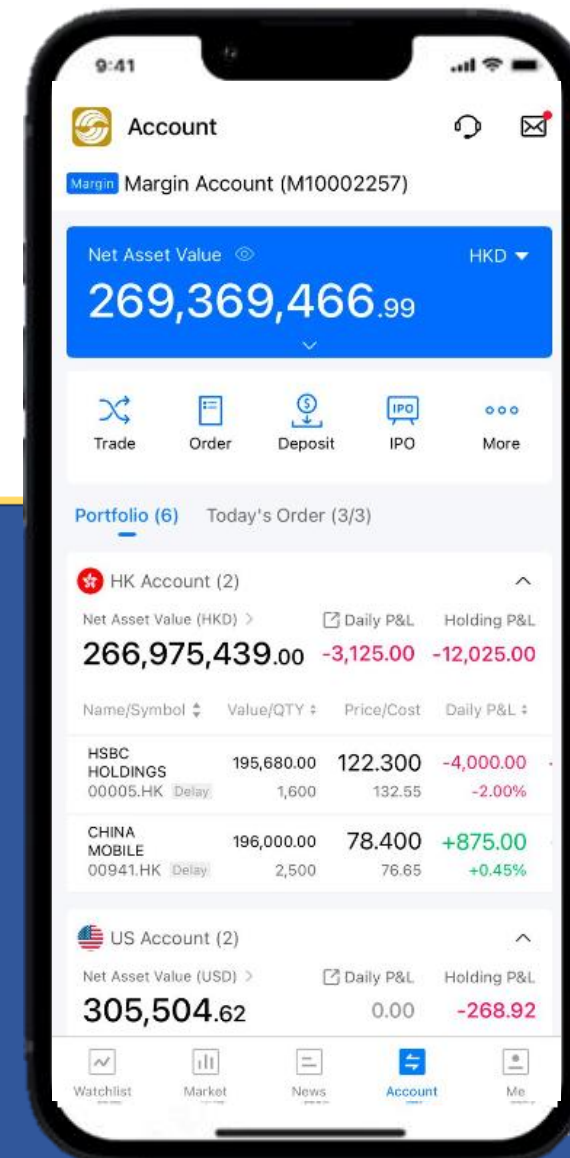 9:41
Account
Margin Margin Account (M10002257)
Net Asset Value HKD
269,369,466.99
Trade Order Deposit IPO More
Portfolio (6) Today's Order (3/3)
HK Account (2)
Net Asset Value (HKD) > Daily P&L Holding P&L
266,975,439.00 -3,125.00 -12,025.00
Name/Symbol Value/QTY Price/Cost Daily P&L
HSBC
HOLDINGS 195,680.00 122.300 -4,000.00
00005.HK Delay 1,600 132.55 -2.00%
CHINA
MOBILE 196,000.00 78.400 +875.00
00941.HK Delay 2,500 76.65 +0.45%
US Account (2)
Net Asset Value (USD) > Daily P&L Holding P&L
305,504.62 0.00 -268.92
Watchlist Market News Account Me